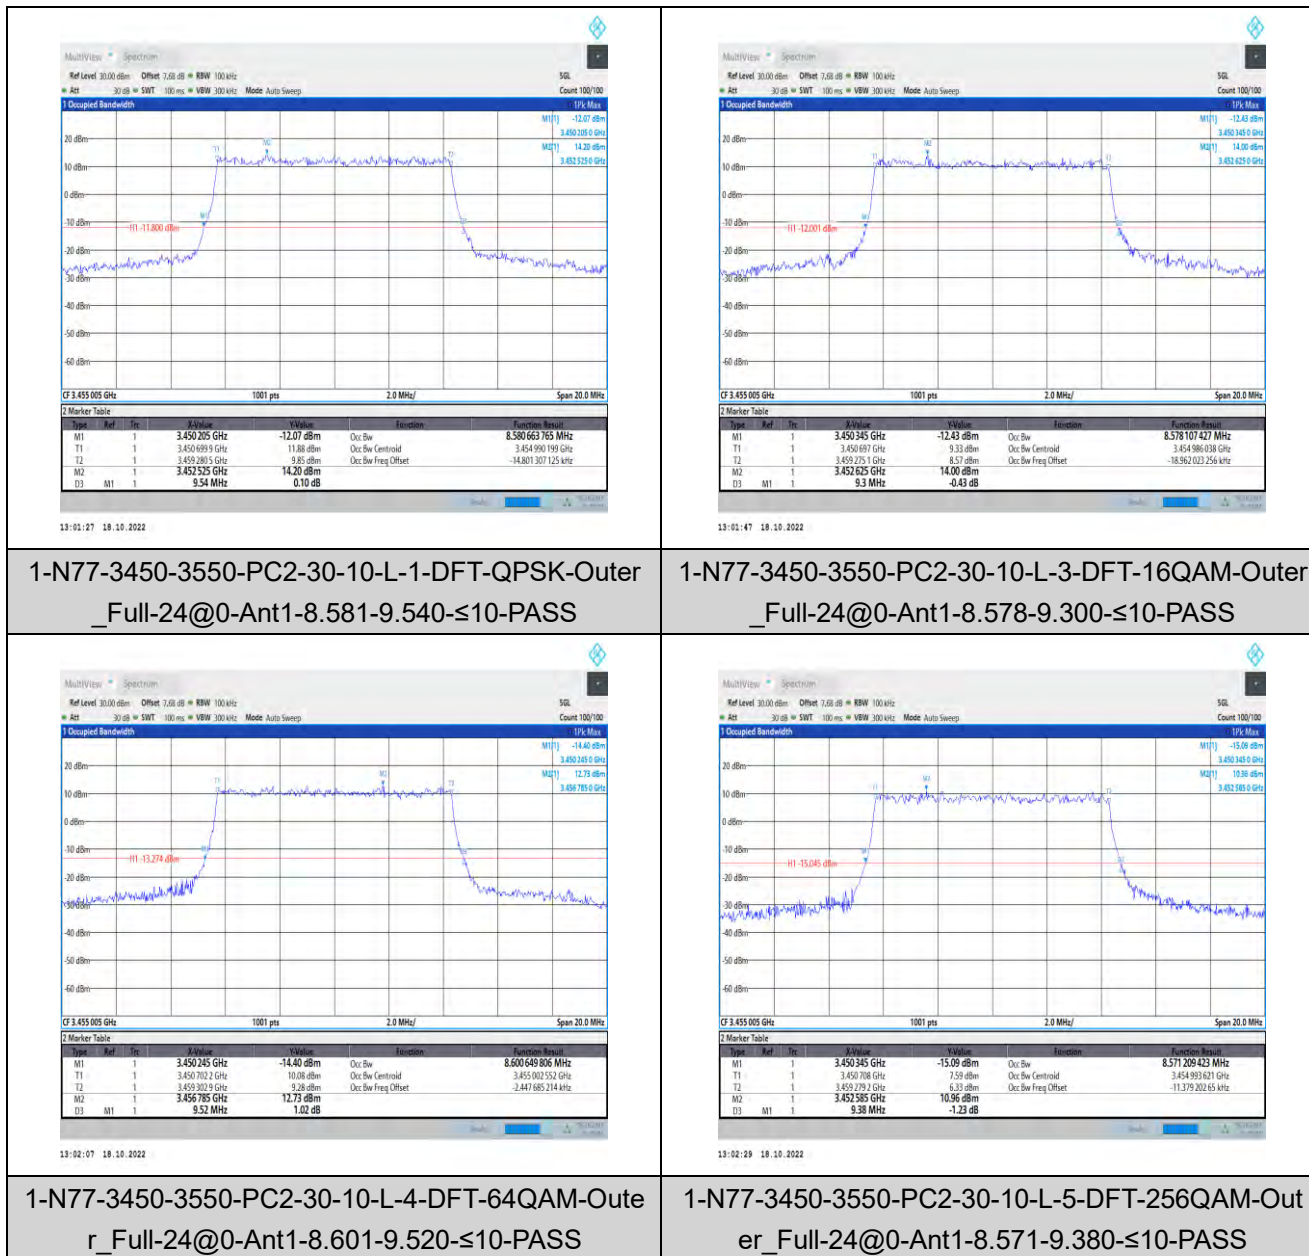 MultiView Spectrum
Ref Level 30.00 dBm Offset 7.68 dB RBW 100 kHz SGL
Att 30 dB SWT 100 ms VBW 300 kHz Mode Auto Sweep Count 100/100
1 Occupied Bandwidth 1Pk Max
M1[1] -12.07 dBm
3.450 205 0 GHz
M2[1] 14.20 dBm
3.452 525 0 GHz
20 dBm
10 dBm
0 dBm
-10 dBm
H1 -11.800 dBm
-20 dBm
-30 dBm
-40 dBm
-50 dBm
-60 dBm
T1
M2
T2
M1
CF 3.455 005 GHz 1001 pts 2.0 MHz/ Span 20.0 MHz
2 Marker Table
Type Ref Trc X-Value Y-Value Function Function Result
M1 1 3.450 205 GHz -12.07 dBm Occ Bw 8.580 663 765 MHz
T1 1 3.450 699 9 GHz 11.88 dBm Occ Bw Centroid 3.454 990 199 GHz
T2 1 3.459 280 5 GHz 9.85 dBm Occ Bw Freq Offset -14.801 307 125 kHz
M2 1 3.452 525 GHz 14.20 dBm
D3 M1 1 9.54 MHz 0.10 dB
13:01:27 18.10.2022
1-N77-3450-3550-PC2-30-10-L-1-DFT-QPSK-Outer
_Full-24@0-Ant1-8.581-9.540-≤10-PASS
MultiView Spectrum
Ref Level 30.00 dBm Offset 7.68 dB RBW 100 kHz SGL
Att 30 dB SWT 100 ms VBW 300 kHz Mode Auto Sweep Count 100/100
1 Occupied Bandwidth 1Pk Max
M1[1] -12.43 dBm
3.450 345 0 GHz
M2[1] 14.00 dBm
3.452 625 0 GHz
20 dBm
10 dBm
0 dBm
-10 dBm
H1 -12.001 dBm
-20 dBm
-30 dBm
-40 dBm
-50 dBm
-60 dBm
T1
M2
T2
M1
CF 3.455 005 GHz 1001 pts 2.0 MHz/ Span 20.0 MHz
2 Marker Table
Type Ref Trc X-Value Y-Value Function Function Result
M1 1 3.450 345 GHz -12.43 dBm Occ Bw 8.578 107 427 MHz
T1 1 3.450 697 GHz 9.33 dBm Occ Bw Centroid 3.454 986 038 GHz
T2 1 3.459 275 1 GHz 8.57 dBm Occ Bw Freq Offset -18.962 023 256 kHz
M2 1 3.452 625 GHz 14.00 dBm
D3 M1 1 9.3 MHz -0.43 dB
13:01:47 18.10.2022
1-N77-3450-3550-PC2-30-10-L-3-DFT-16QAM-Outer
_Full-24@0-Ant1-8.578-9.300-≤10-PASS
MultiView Spectrum
Ref Level 30.00 dBm Offset 7.68 dB RBW 100 kHz SGL
Att 30 dB SWT 100 ms VBW 300 kHz Mode Auto Sweep Count 100/100
1 Occupied Bandwidth 1Pk Max
M1[1] -14.40 dBm
3.450 245 0 GHz
M2[1] 12.73 dBm
3.456 785 0 GHz
20 dBm
10 dBm
0 dBm
-10 dBm
H1 -13.274 dBm
-20 dBm
-30 dBm
-40 dBm
-50 dBm
-60 dBm
T1
M2
T2
CF 3.455 005 GHz 1001 pts 2.0 MHz/ Span 20.0 MHz
2 Marker Table
Type Ref Trc X-Value Y-Value Function Function Result
M1 1 3.450 245 GHz -14.40 dBm Occ Bw 8.600 649 806 MHz
T1 1 3.450 702 2 GHz 10.08 dBm Occ Bw Centroid 3.455 002 552 GHz
T2 1 3.459 302 9 GHz 9.28 dBm Occ Bw Freq Offset -2.447 685 214 kHz
M2 1 3.456 785 GHz 12.73 dBm
D3 M1 1 9.52 MHz 1.02 dB
13:02:07 18.10.2022
1-N77-3450-3550-PC2-30-10-L-4-DFT-64QAM-Oute
r_Full-24@0-Ant1-8.601-9.520-≤10-PASS
MultiView Spectrum
Ref Level 30.00 dBm Offset 7.68 dB RBW 100 kHz SGL
Att 30 dB SWT 100 ms VBW 300 kHz Mode Auto Sweep Count 100/100
1 Occupied Bandwidth 1Pk Max
M1[1] -15.09 dBm
3.450 345 0 GHz
M2[1] 10.96 dBm
3.452 585 0 GHz
20 dBm
10 dBm
0 dBm
-10 dBm
H1 -15.045 dBm
-20 dBm
-30 dBm
-40 dBm
-50 dBm
-60 dBm
T1
M2
T2
M1
CF 3.455 005 GHz 1001 pts 2.0 MHz/ Span 20.0 MHz
2 Marker Table
Type Ref Trc X-Value Y-Value Function Function Result
M1 1 3.450 345 GHz -15.09 dBm Occ Bw 8.571 209 423 MHz
T1 1 3.450 708 GHz 7.59 dBm Occ Bw Centroid 3.454 993 621 GHz
T2 1 3.459 279 2 GHz 6.33 dBm Occ Bw Freq Offset -11.379 202 65 kHz
M2 1 3.452 585 GHz 10.96 dBm
D3 M1 1 9.38 MHz -1.23 dB
13:02:29 18.10.2022
1-N77-3450-3550-PC2-30-10-L-5-DFT-256QAM-Out
er_Full-24@0-Ant1-8.571-9.380-≤10-PASS